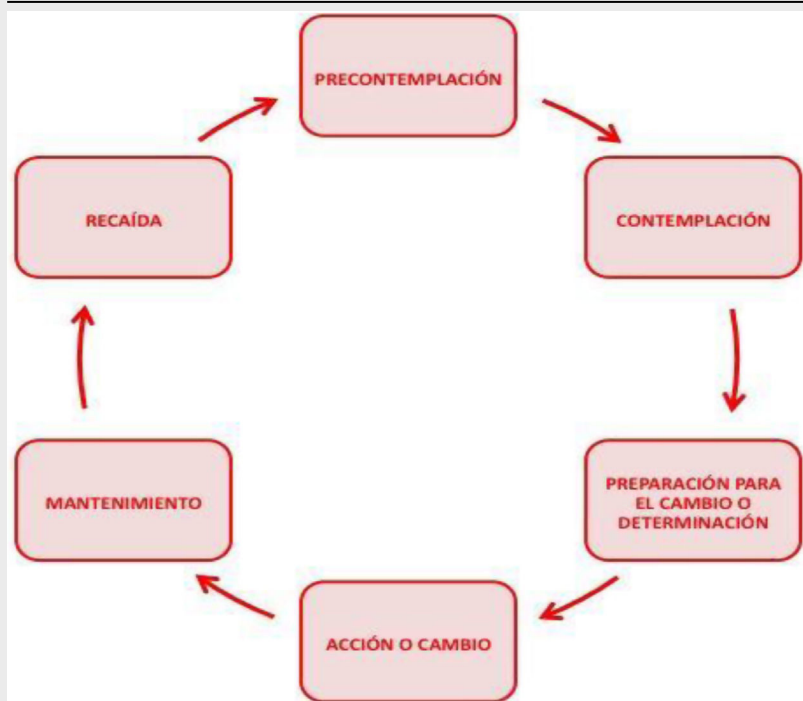 PRECONTEMPLACIÓN
CONTEMPLACIÓN
PREPARACIÓN PARA
EL CAMBIO O
DETERMINACIÓN
ACCIÓN O CAMBIO
MANTENIMIENTO
RECAÍDA